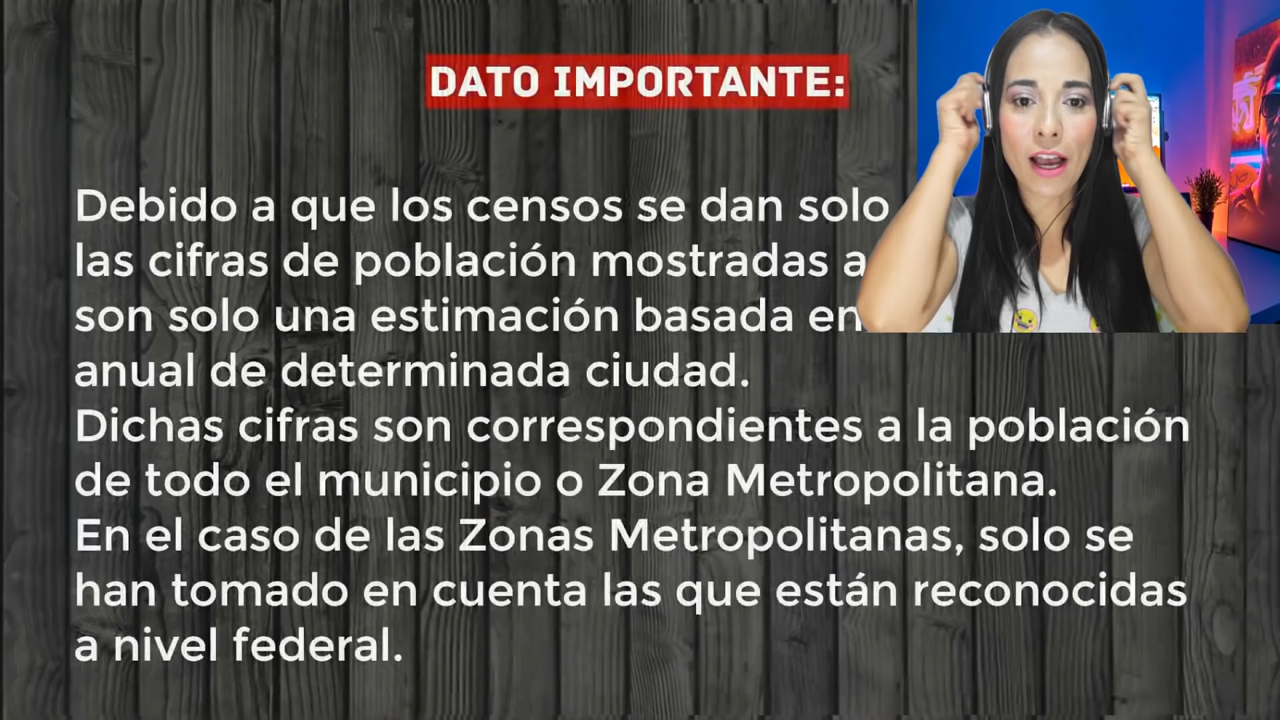 DATO IMPORTANTE:
Debido a que los censos se dan solo
las cifras de población mostradas a
son solo una estimación basada en
anual de determinada ciudad.
Dichas cifras son correspondientes a la población
de todo el municipio o Zona Metropolitana.
En el caso de las Zonas Metropolitanas, solo se
han tomado en cuenta las que están reconocidas
a nivel federal.